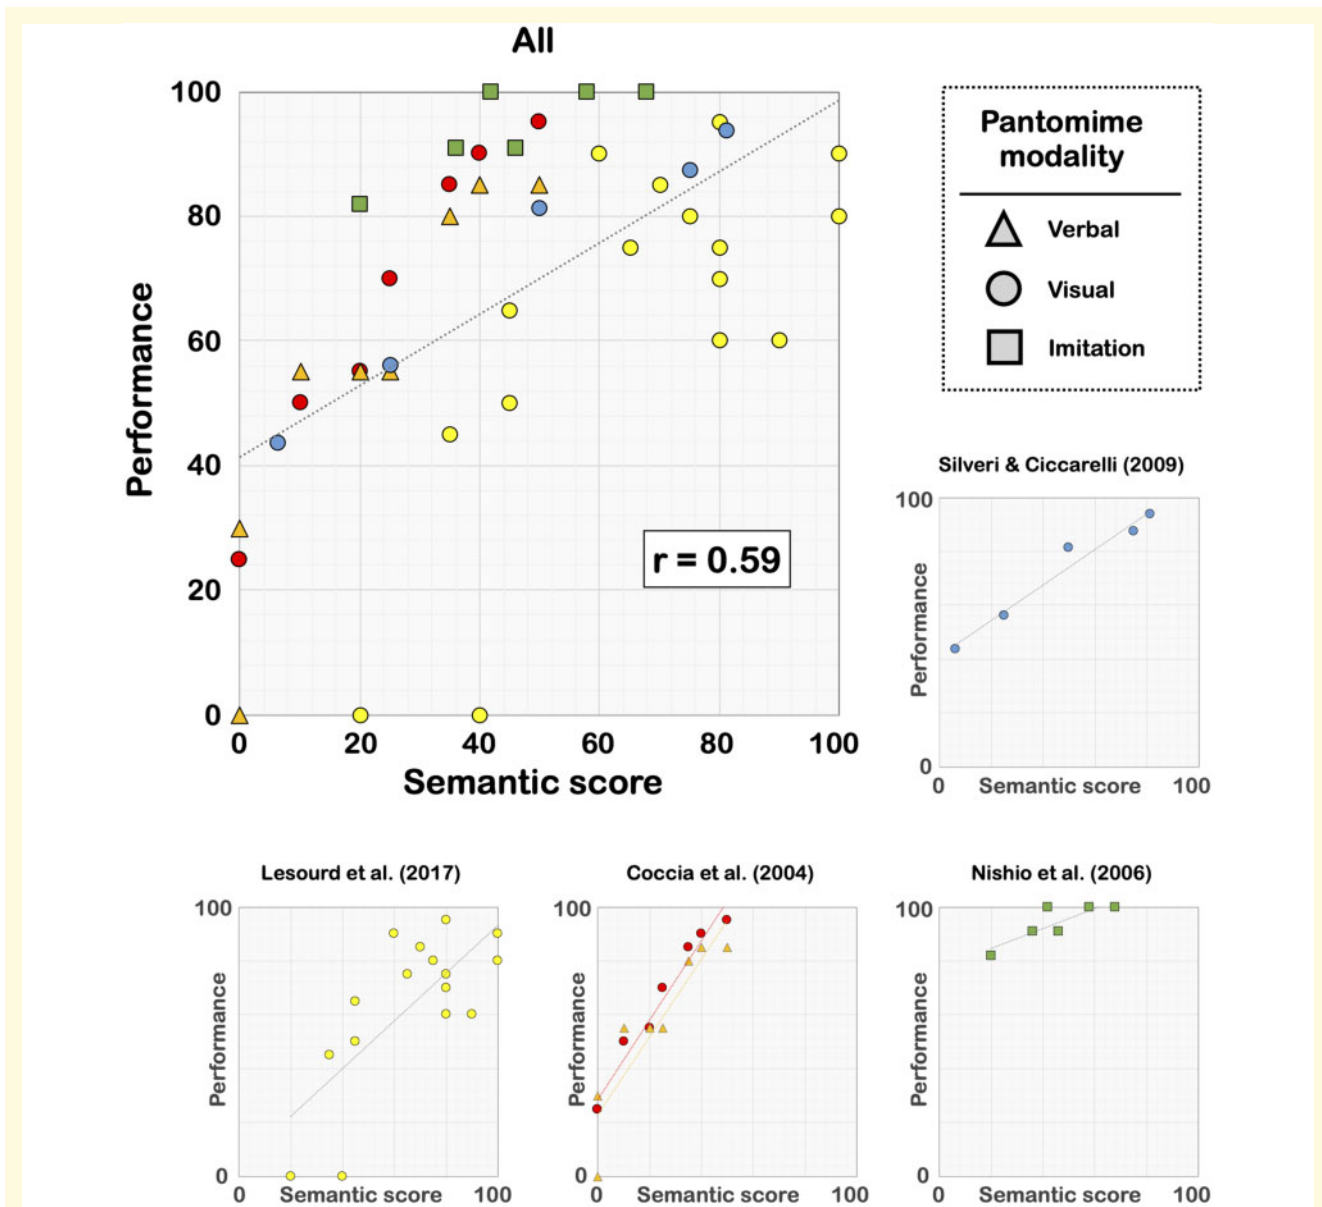 All
100
80
60
40
20
0
Performance
0 20 40 60 80 100
Semantic score
r = 0.59
Pantomime
modality
Verbal
Visual
Imitation
Silveri & Ciccarelli (2009)
100
Performance
0
0 Semantic score 100
Lesourd et al. (2017)
100
Performance
0
0 Semantic score 100
Coccia et al. (2004)
100
Performance
0
0 Semantic score 100
Nishio et al. (2006)
100
Performance
0
0 Semantic score 100